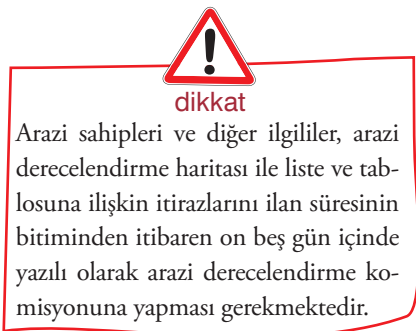 dikkat
Arazi sahipleri ve diğer ilgililer, arazi
derecelendirme haritası ile liste ve tab-
losuna ilişkin itirazlarını ilan süresinin
bitiminden itibaren on beş gün içinde
yazılı olarak arazi derecelendirme ko-
misyonuna yapması gerekmektedir.